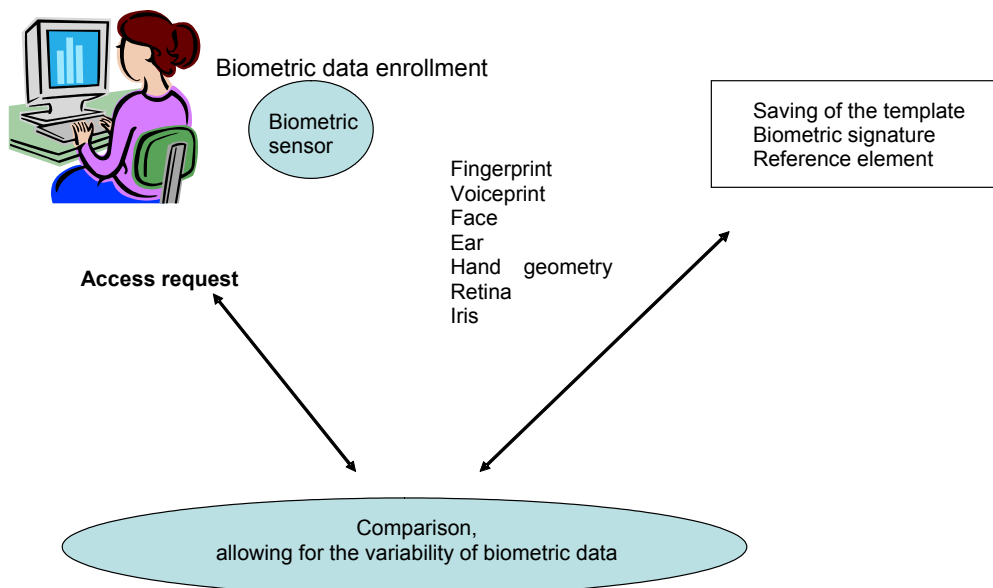 Biometric data enrollment
Biometric
sensor
Saving of the template
Biometric signature
Reference element
Fingerprint
Voiceprint
Face
Ear
Hand geometry
Retina
Iris
Access request
Comparison,
allowing for the variability of biometric data